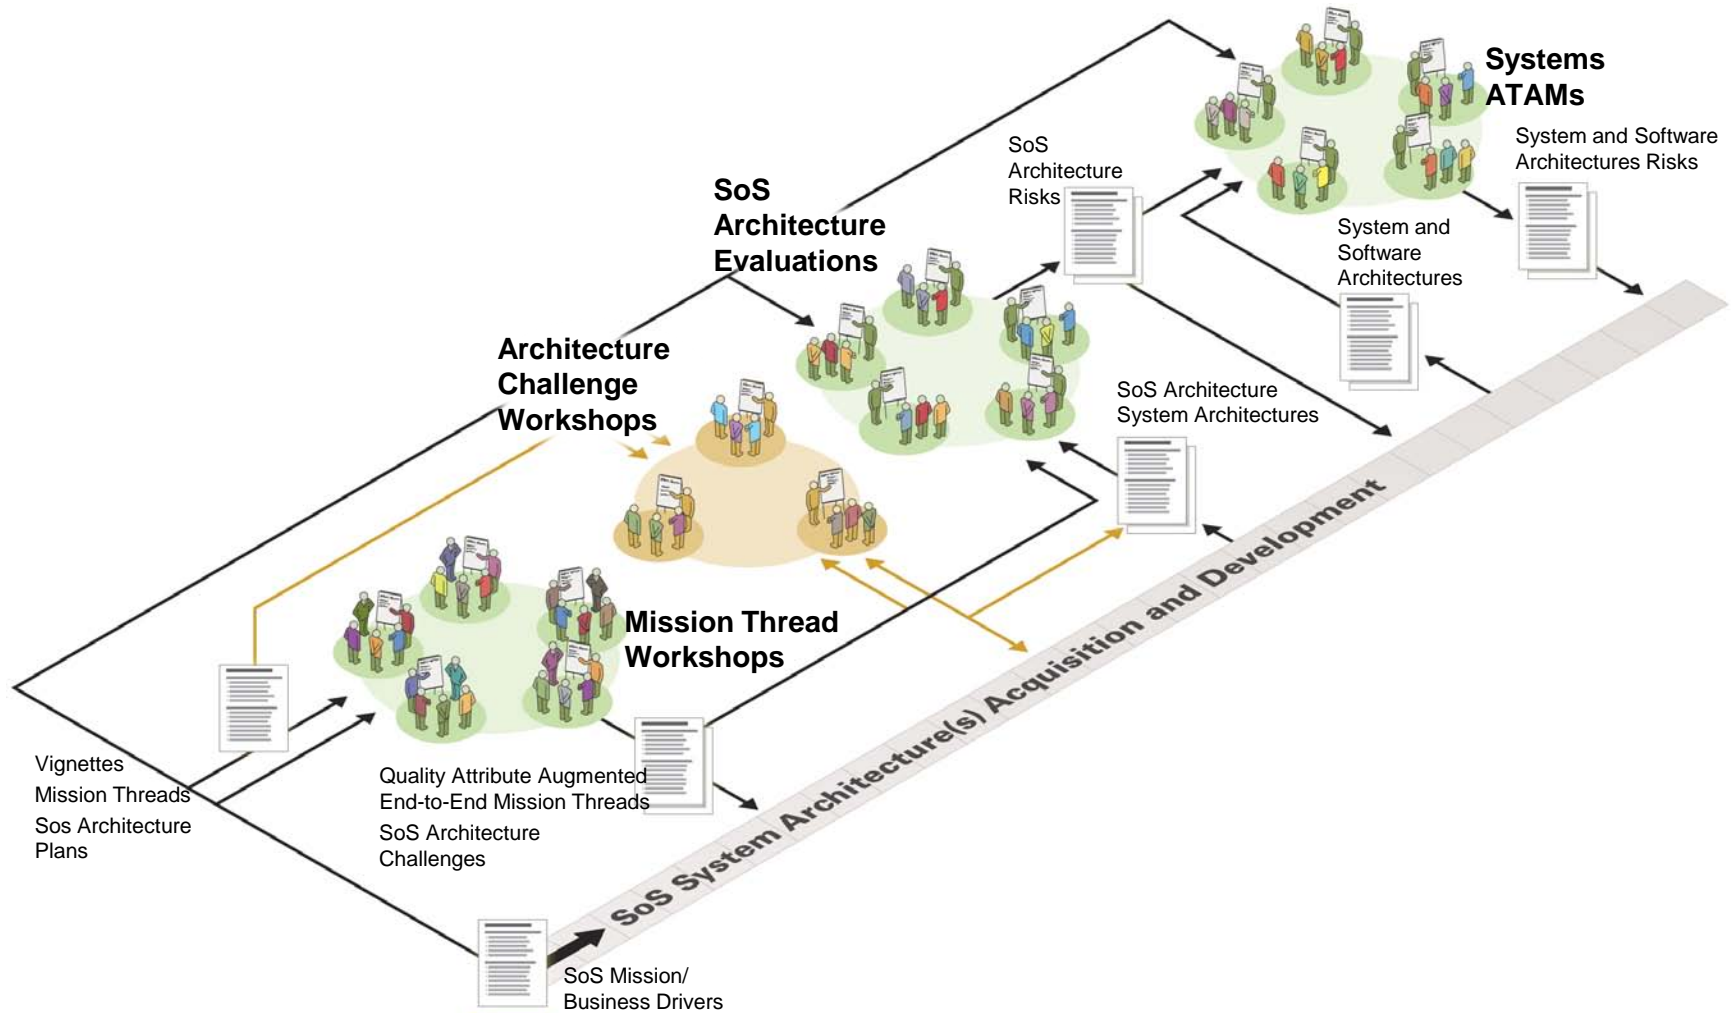 Systems
ATAMs
System and Software
Architectures Risks
SoS
Architecture
Risks
SoS
Architecture
Evaluations
System and
Software
Architectures
Architecture
Challenge
Workshops
SoS Architecture
System Architectures
Mission Thread
Workshops
Vignettes
Mission Threads
Sos Architecture
Plans
Quality Attribute Augmented
End-to-End Mission Threads
SoS Architecture
Challenges
SoS System Architecture(s) Acquisition and Development
SoS Mission/
Business Drivers